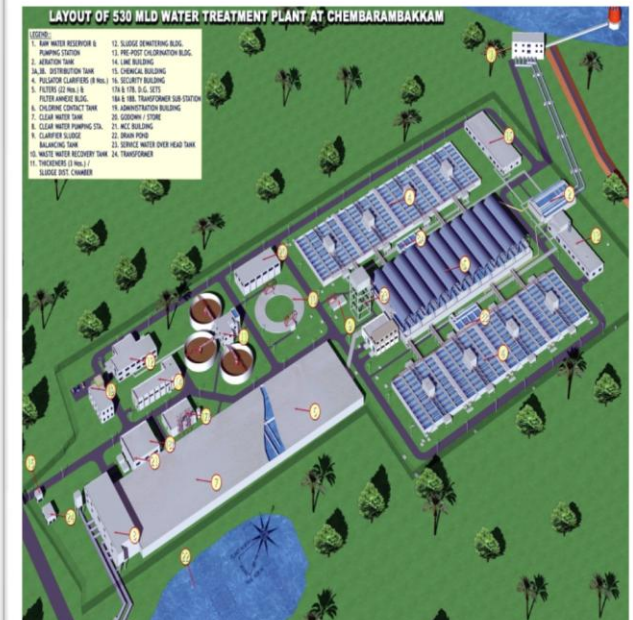 LAYOUT OF 530 MLD WATER TREATMENT PLANT AT CHEMBARAMBAKKAM
LEGEND:
1. RAW WATER RESERVOIR &
PUMPING STATION
2. AERATION TANK
3A,3B. DISTRIBUTION TANK
4. PULSATOR CLARIFIERS (8 Nos.)
5. FILTERS (22 Nos.) &
FILTER ANNEXE BLDG.
6. CHLORINE CONTACT TANK
7. CLEAR WATER TANK
8. CLEAR WATER PUMPING STA.
9. CLARIFIER SLUDGE
BALANCING TANK
10. WASTE WATER RECOVERY TANK
11. THICKENERS (3 Nos.) /
SLUDGE DIST. CHAMBER
12. SLUDGE DEWATERING BLDG.
13. PRE-POST CHLORINATION BLDG.
14. LIME BUILDING
15. CHEMICAL BUILDING
16. SECURITY BUILDING
17A & 17B. D.G. SETS
18A & 18B. TRANSFORMER SUB-STATION
19. ADMINISTRATION BUILDING
20. GODOWN / STORE
21. MCC BUILDING
22. DRAIN POND
23. SERVICE WATER OVER HEAD TANK
24. TRANSFORMER
7